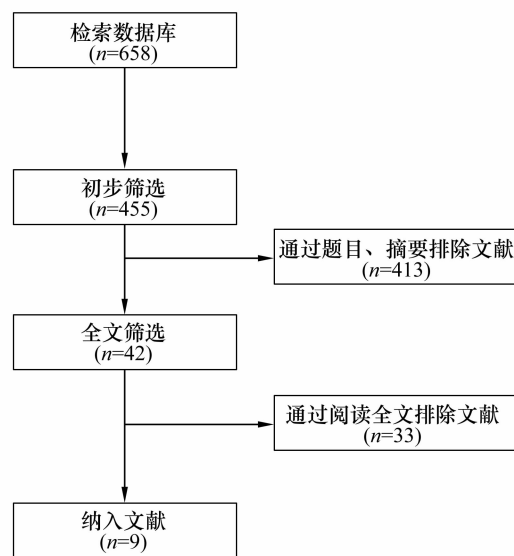 检索数据库
(n=658)
初步筛选
(n=455)
通过题目、摘要排除文献
(n=413)
全文筛选
(n=42)
通过阅读全文排除文献
(n=33)
纳入文献
(n=9)